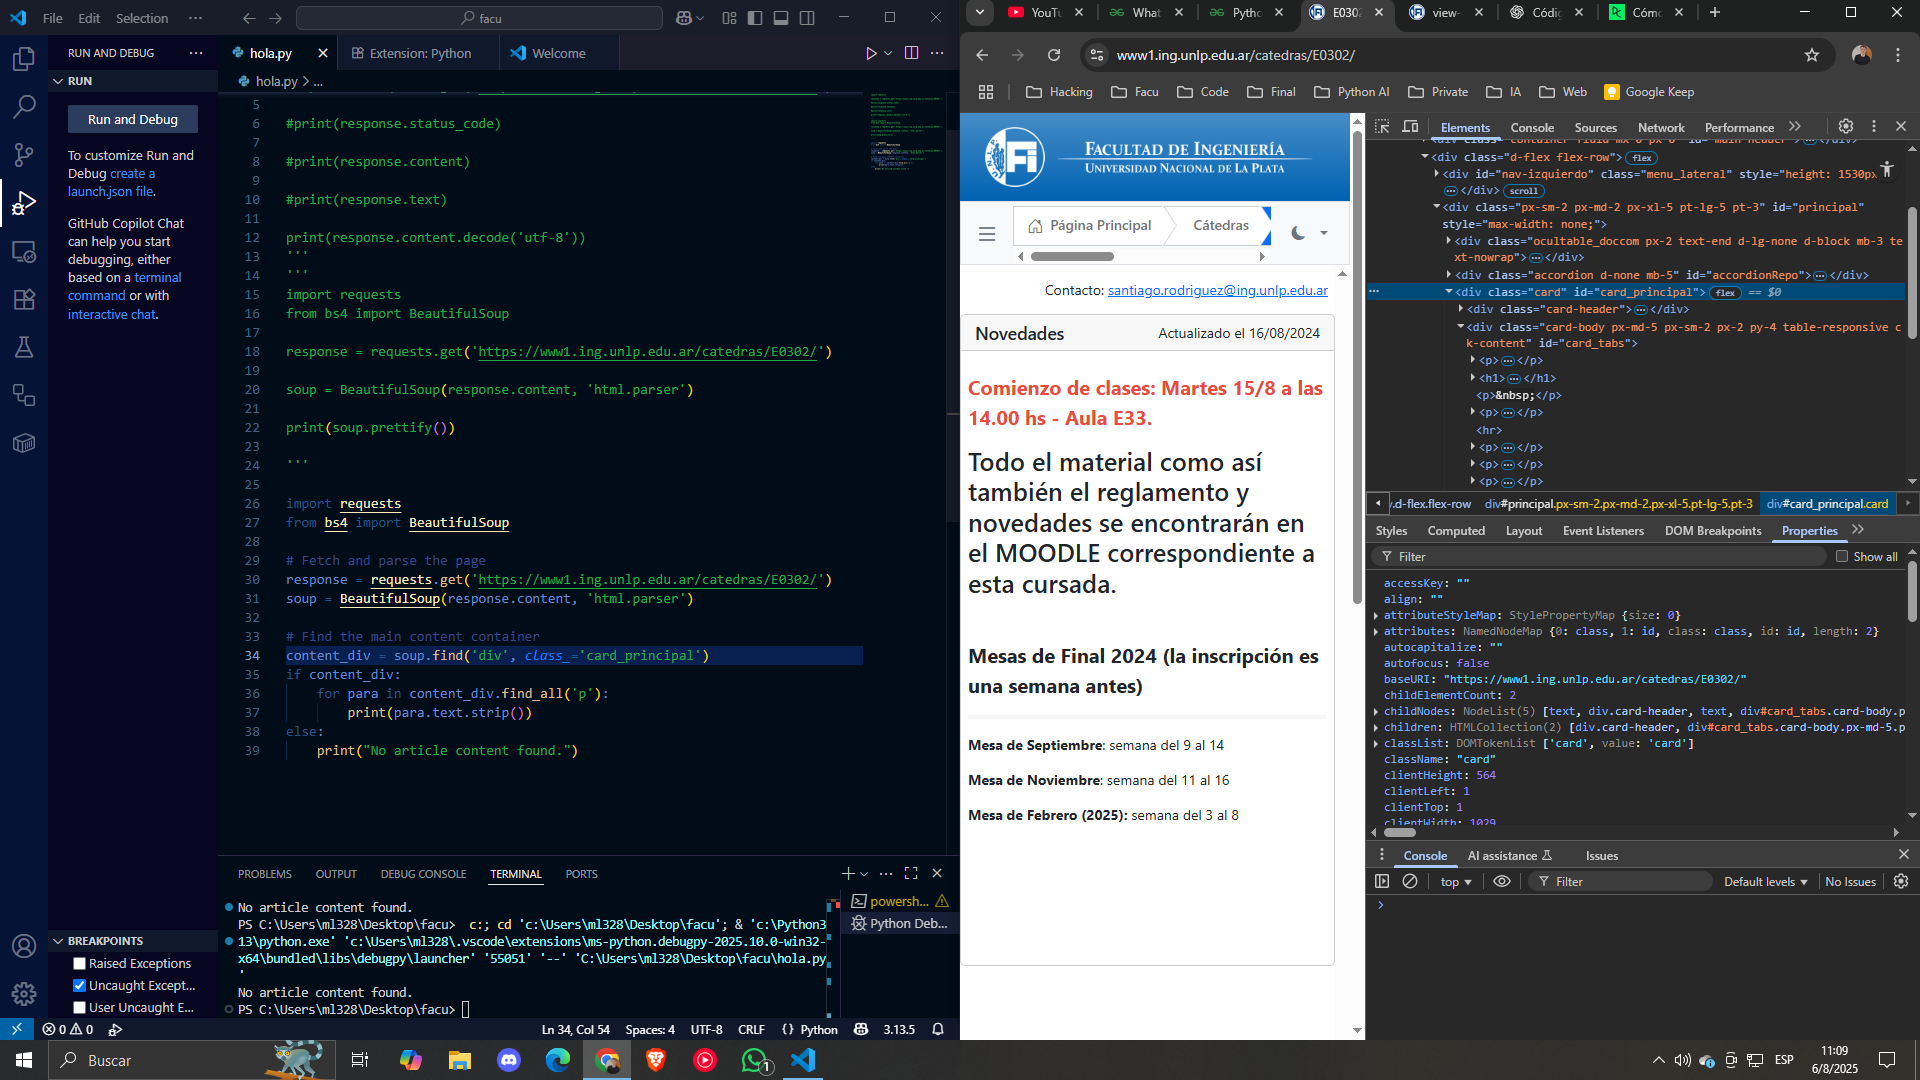 File Edit Selection ···
facu
RUN AND DEBUG ···
RUN
Run and Debug
To customize Run and
Debug create a
launch.json file.
GitHub Copilot Chat
can help you start
debugging, either
based on a terminal
command or with
interactive chat.
BREAKPOINTS
Raised Exceptions
Uncaught Except...
User Uncaught E...
hola.py
Extension: Python
Welcome
hola.py > ...
5
6 #print(response.status_code)
7
8 #print(response.content)
9
10 #print(response.text)
11
12 print(response.content.decode('utf-8'))
13 '''
14 '''
15 import requests
16 from bs4 import BeautifulSoup
17
18 response = requests.get('https://www1.ing.unlp.edu.ar/catedras/E0302/')
19
20 soup = BeautifulSoup(response.content, 'html.parser')
21
22 print(soup.prettify())
23
24 '''
25
26 import requests
27 from bs4 import BeautifulSoup
28
29 # Fetch and parse the page
30 response = requests.get('https://www1.ing.unlp.edu.ar/catedras/E0302/')
31 soup = BeautifulSoup(response.content, 'html.parser')
32
33 # Find the main content container
34 content_div = soup.find('div', class_='card_principal')
35 if content_div:
36 for para in content_div.find_all('p'):
37 print(para.text.strip())
38 else:
39 print("No article content found.")
PROBLEMS OUTPUT DEBUG CONSOLE TERMINAL PORTS
No article content found.
PS C:\Users\ml328\Desktop\facu> c:; cd 'c:\Users\ml328\Desktop\facu'; & 'c:\Python3
13\python.exe' 'c:\Users\ml328\.vscode\extensions\ms-python.debugpy-2025.10.0-win32-
x64\bundled\libs\debugpy\launcher' '55051' '--' 'C:\Users\ml328\Desktop\facu\hola.py
'
No article content found.
PS C:\Users\ml328\Desktop\facu>
powersh...
Python Deb...
0 0
Ln 34, Col 54 Spaces: 4 UTF-8 CRLF {} Python 3.13.5
YouTu
What
Pytho
E0302
view-
Códig
Cómo
www1.ing.unlp.edu.ar/catedras/E0302/
Hacking Facu Code Final Python AI Private IA Web Google Keep
Fi
FACULTAD DE INGENIERÍA
UNIVERSIDAD NACIONAL DE LA PLATA
Página Principal Cátedras
Contacto: santiago.rodriguez@ing.unlp.edu.ar
Novedades Actualizado el 16/08/2024
Comienzo de clases: Martes 15/8 a las
14.00 hs - Aula E33.
Todo el material como así
también el reglamento y
novedades se encontrarán en
el MOODLE correspondiente a
esta cursada.
Mesas de Final 2024 (la inscripción es
una semana antes)
Mesa de Septiembre: semana del 9 al 14
Mesa de Noviembre: semana del 11 al 16
Mesa de Febrero (2025): semana del 3 al 8
Elements Console Sources Network Performance
<div class="d-flex flex-row"> flex
<div id="nav-izquierdo" class="menu_lateral" style="height: 1530px
… </div> scroll
<div class="px-sm-2 px-md-2 px-xl-5 pt-lg-5 pt-3" id="principal"
style="max-width: none;">
<div class="ocultable_doccom px-2 text-end d-lg-none d-block mb-3 te
xt-nowrap"> … </div>
<div class="accordion d-none mb-5" id="accordionRepo"> … </div>
<div class="card" id="card_principal"> flex == $0
<div class="card-header"> … </div>
<div class="card-body px-md-5 px-sm-2 px-2 py-4 table-responsive c
k-content" id="card_tabs">
<p> … </p>
<h1> … </h1>
<p>&nbsp;</p>
<p> … </p>
<hr>
<p> … </p>
<p> … </p>
<p> … </p>
v.d-flex.flex-row div#principal.px-sm-2.px-md-2.px-xl-5.pt-lg-5.pt-3 div#card_principal.card
Styles Computed Layout Event Listeners DOM Breakpoints Properties
Filter Show all
accessKey: ""
align: ""
attributeStyleMap: StylePropertyMap {size: 0}
attributes: NamedNodeMap {0: class, 1: id, class: class, id: id, length: 2}
autocapitalize: ""
autofocus: false
baseURI: "https://www1.ing.unlp.edu.ar/catedras/E0302/"
childElementCount: 2
childNodes: NodeList(5) [text, div.card-header, text, div#card_tabs.card-body.p
children: HTMLCollection(2) [div.card-header, div#card_tabs.card-body.px-md-5.p
classList: DOMTokenList ['card', value: 'card']
className: "card"
clientHeight: 564
clientLeft: 1
clientTop: 1
clientWidth: 1029
Console AI assistance Issues
top Filter Default levels No Issues
Buscar
1
ESP
11:09
6/8/2025